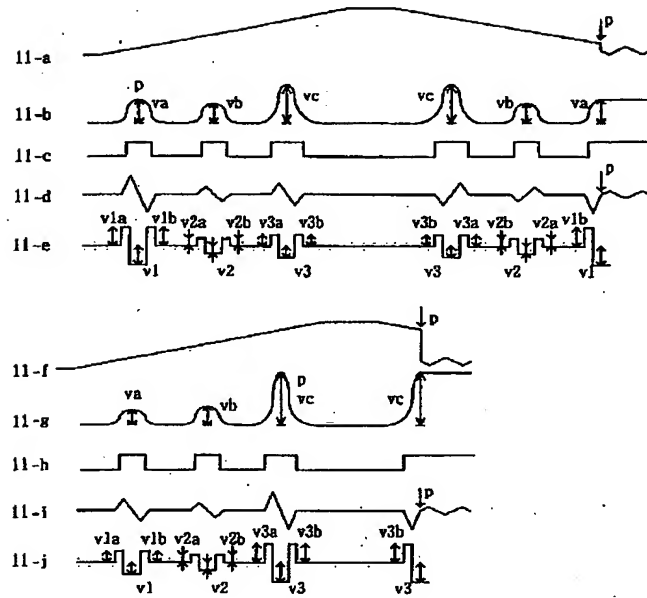 p
11-a
p va vb vc vc vb va
11-b
11-c
p
11-d
v1a v1b v2a v2b v3a v3b v3b v3a v2b v2a v1b
11-e
v1 v2 v3 v3 v2 v1
p
11-f
va vb p vc vc
11-g
11-h
p
11-i
v1a v1b v2a v2b v3a v3b v3b
11-j
v1 v2 v3 v3